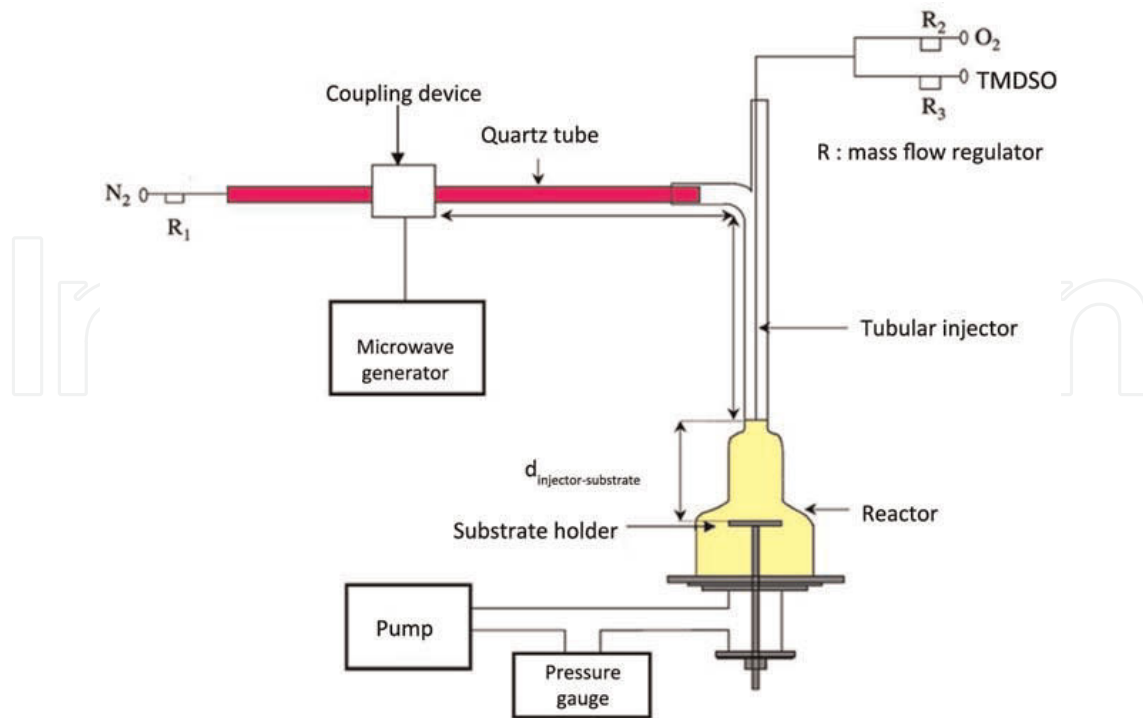 R2
O2
TMDSO
R3
R : mass flow regulator
Coupling device
Quartz tube
N2
R1
Microwave
generator
Tubular injector
dinjector-substrate
Substrate holder
Reactor
Pump
Pressure
gauge